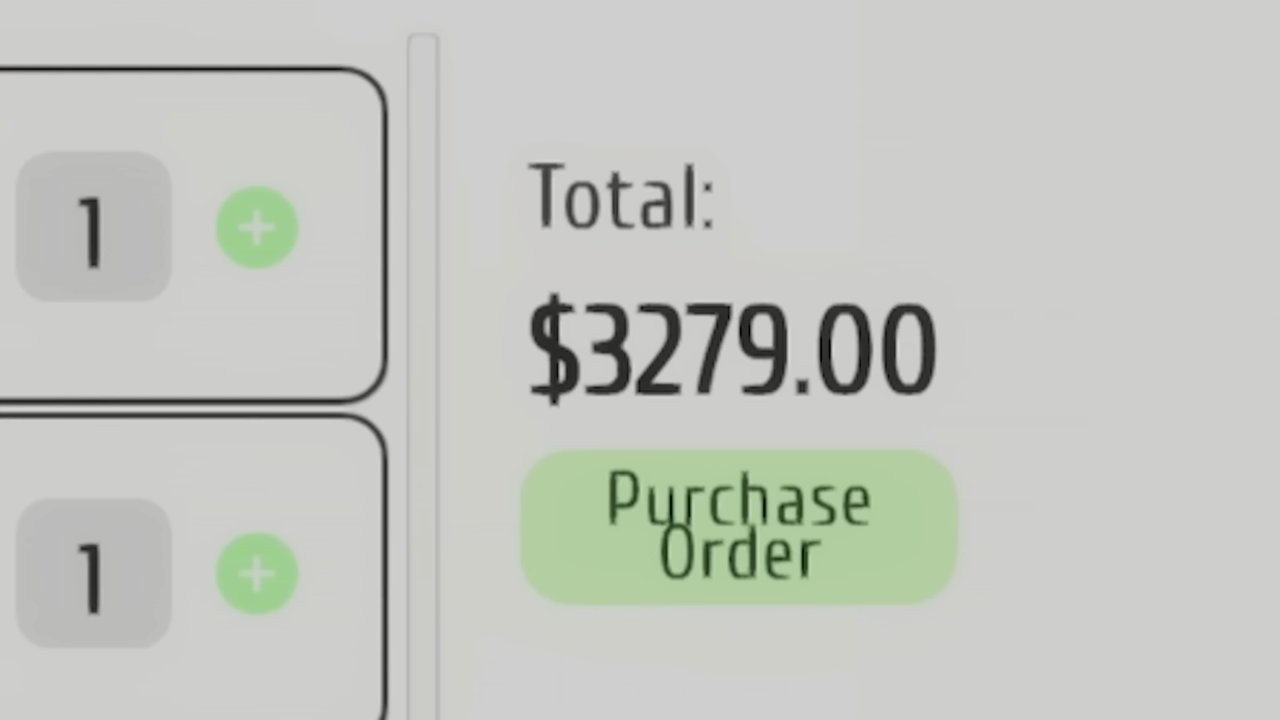 1
+
Total:
$3279.00
1
+
Purchase
Order